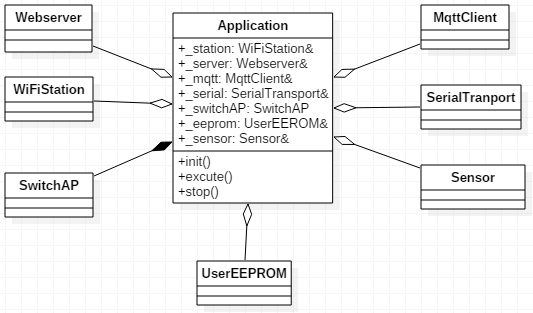 Webserver
Application
MqttClient
+_station: WiFiStation&
+_server: Webserver&
+_mqtt: MqttClient&
+_serial: SerialTransport&
+_switchAP: SwitchAP
+_eeprom: UserEEROM&
+_sensor: Sensor&
+init()
+excute()
+stop()
WiFiStation
SerialTranport
SwitchAP
Sensor
UserEEPROM